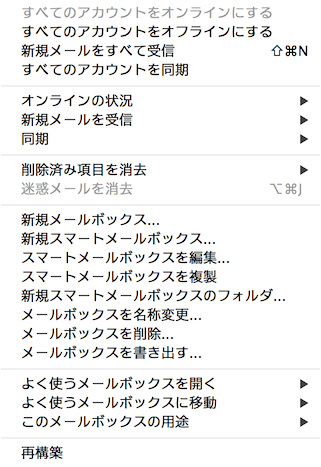 すべてのアカウントをオンラインにする
すべてのアカウントをオフラインにする
新規メールをすべて受信 ⇧⌘N
すべてのアカウントを同期
オンラインの状況 ▶
新規メールを受信 ▶
同期 ▶
削除済み項目を消去 ▶
迷惑メールを消去 ⌥⌘J
新規メールボックス...
新規スマートメールボックス...
スマートメールボックスを編集...
スマートメールボックスを複製
新規スマートメールボックスのフォルダ...
メールボックスを名称変更...
メールボックスを削除...
メールボックスを書き出す...
よく使うメールボックスを開く ▶
よく使うメールボックスに移動 ▶
このメールボックスの用途 ▶
再構築